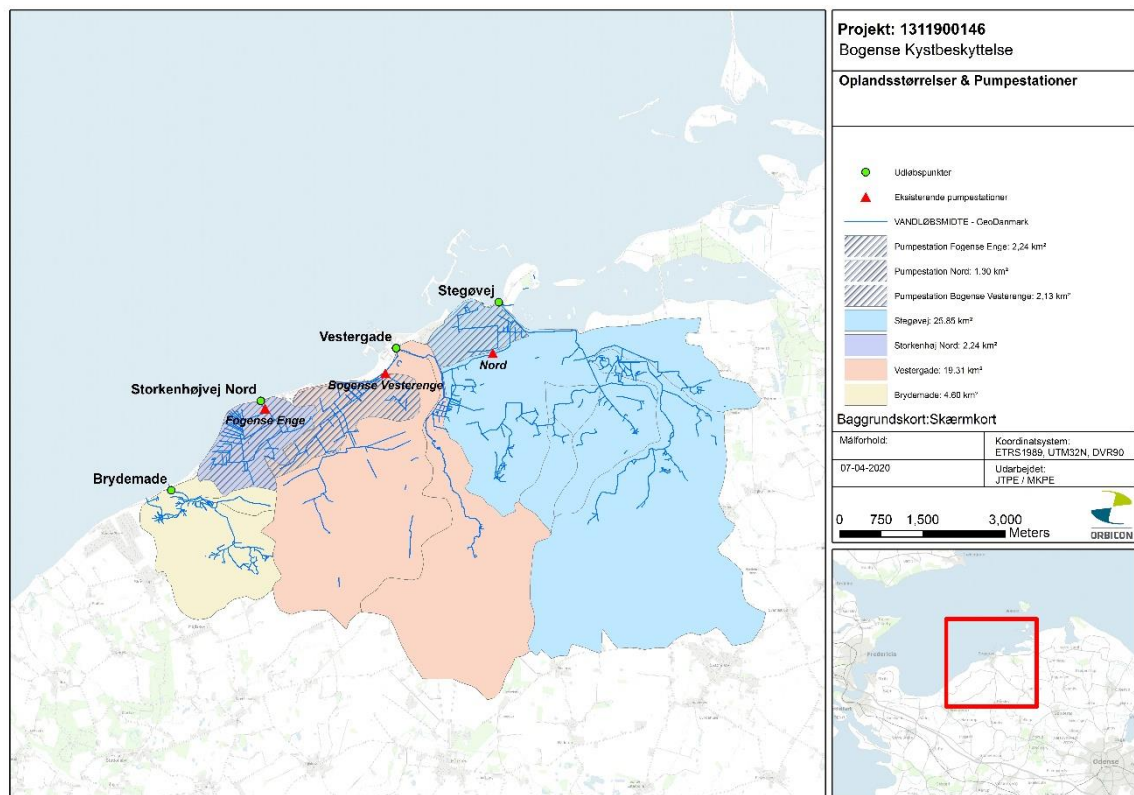 Projekt: 1311900146
Bogense Kystbeskyttelse
Oplandsstørrelser & Pumpestationer
Udløbspunkter
Eksisterende pumpestationer
VANDLØBSMIDTE - GeoDanmark
Pumpestation Fogense Enge: 2,24 km²
Pumpestation Nord: 1.30 km²
Pumpestation Bogense Vesterenge: 2,13 km²
Stegøvej: 25.85 km²
Storkenhøj Nord: 2.24 km²
Vestergade: 19.31 km²
Brydemade: 4.60 km²
Baggrundskort:Skærmkort
Målforhold:
Koordinatsystem:
ETRS1989, UTM32N, DVR90
07-04-2020
Udarbejdet:
JTPE / MKPE
0 750 1,500 3,000
Meters
ORBICON
Stegøvej
Vestergade
Nord
Bogense Vesterenge
Storkenhøjvej Nord
Fogense Enge
Brydemade
Fredericia
Odense